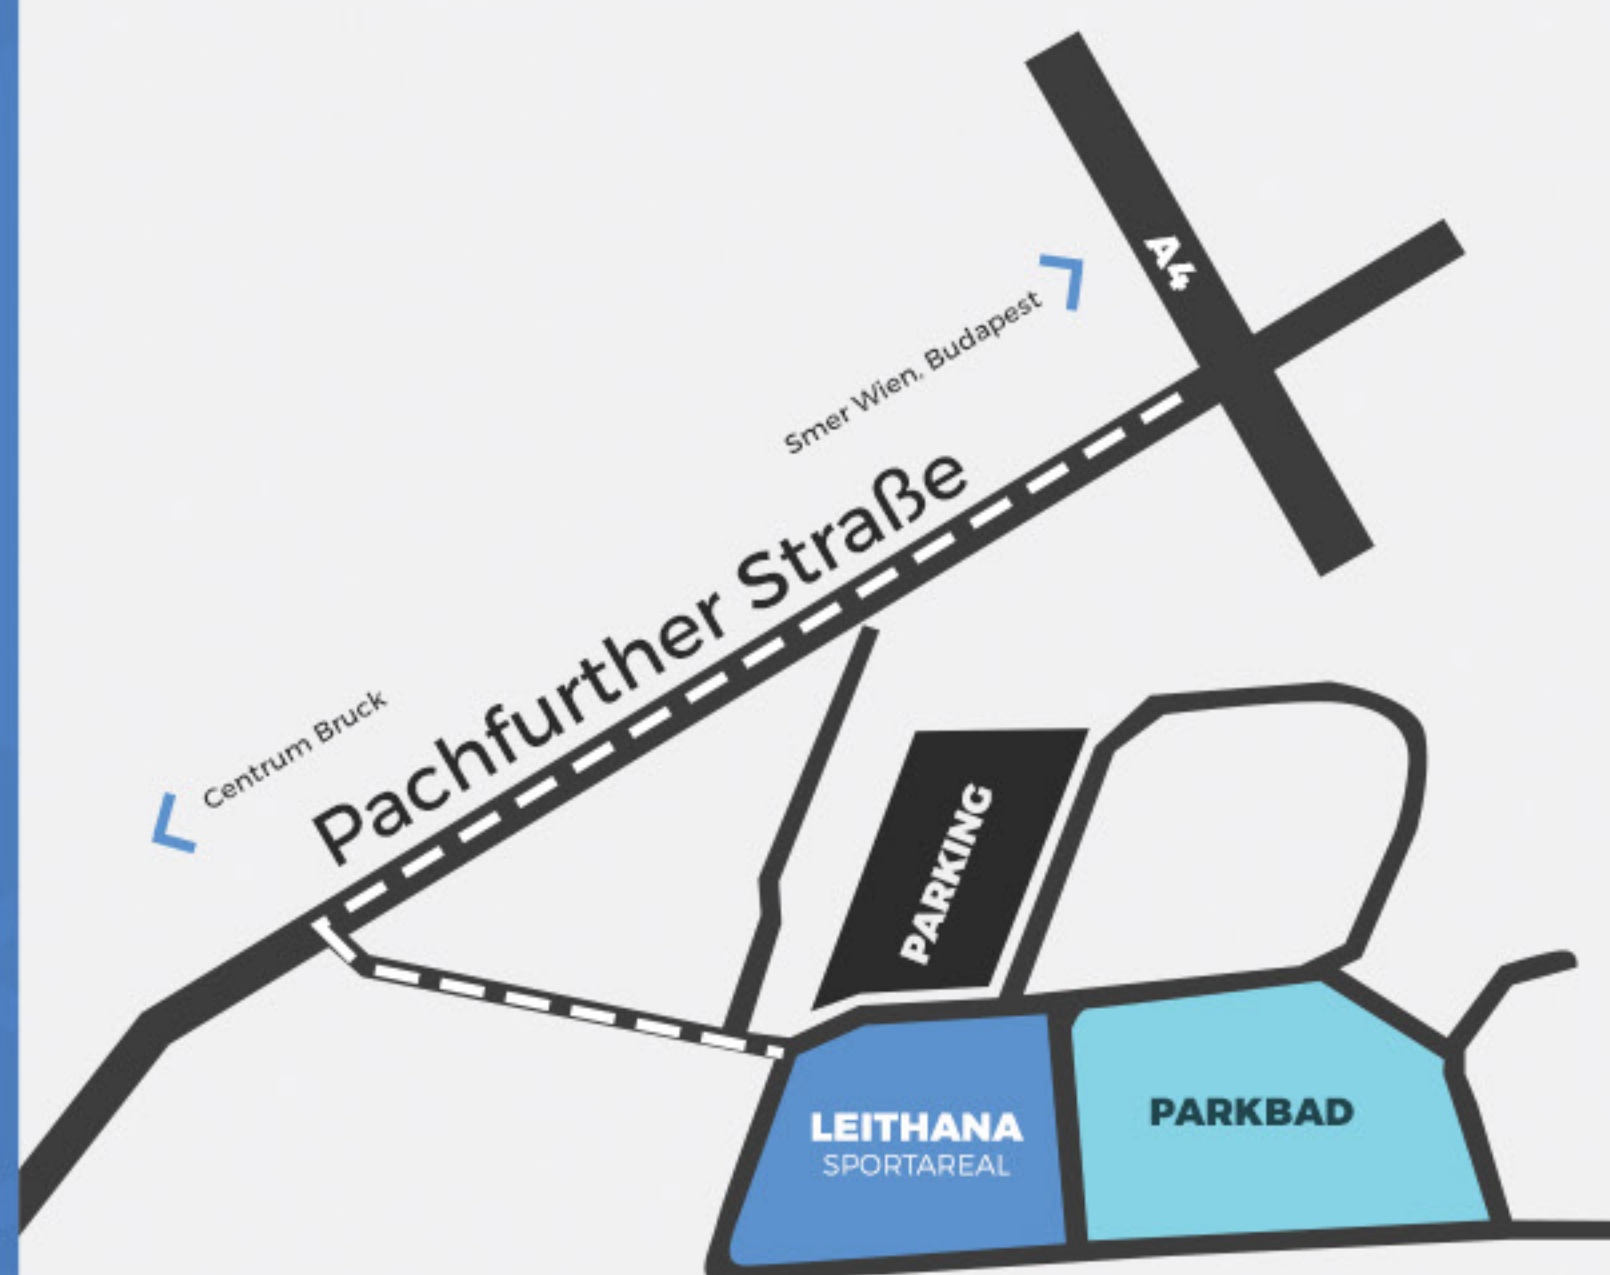 A4
Smer Wien, Budapest
Pachfurther Straße
Centrum Bruck
PARKING
LEITHANA
SPORTAREAL
PARKBAD